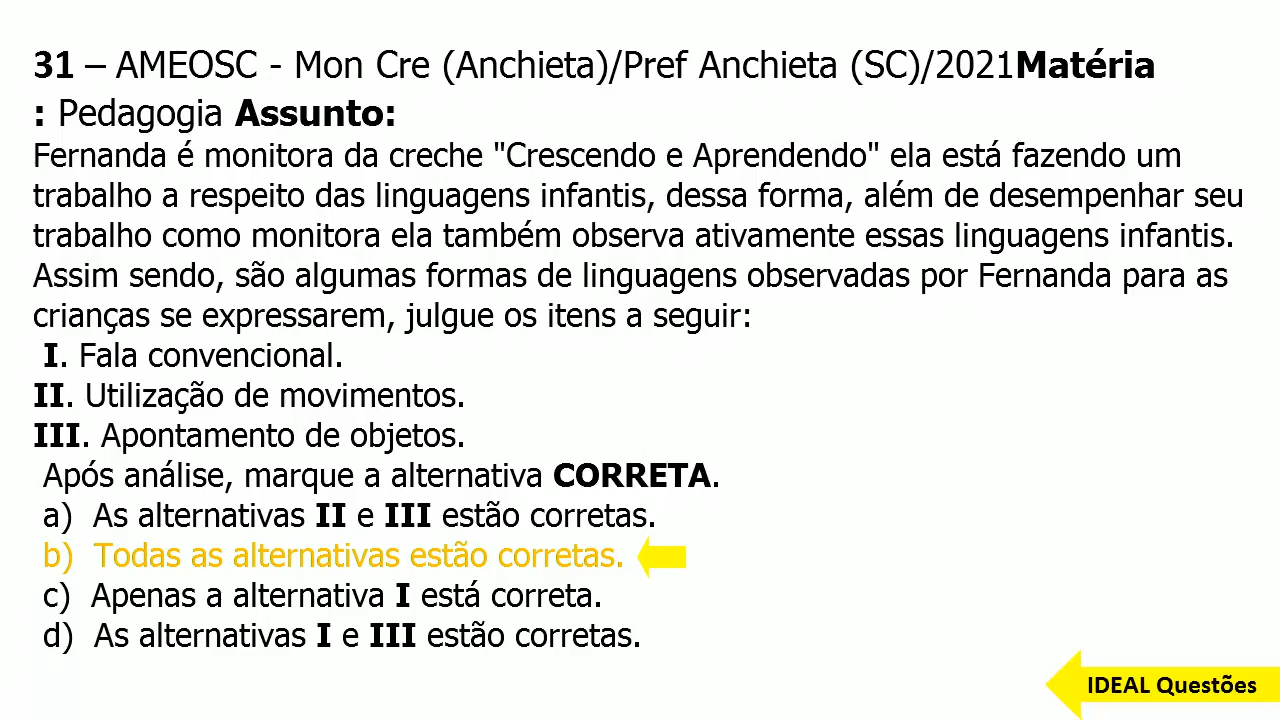 31 – AMEOSC - Mon Cre (Anchieta)/Pref Anchieta (SC)/2021Matéria
: Pedagogia Assunto:
Fernanda é monitora da creche "Crescendo e Aprendendo" ela está fazendo um
trabalho a respeito das linguagens infantis, dessa forma, além de desempenhar seu
trabalho como monitora ela também observa ativamente essas linguagens infantis.
Assim sendo, são algumas formas de linguagens observadas por Fernanda para as
crianças se expressarem, julgue os itens a seguir:
I. Fala convencional.
II. Utilização de movimentos.
III. Apontamento de objetos.
Após análise, marque a alternativa CORRETA.
a) As alternativas II e III estão corretas.
b) Todas as alternativas estão corretas.
c) Apenas a alternativa I está correta.
d) As alternativas I e III estão corretas.
IDEAL Questões